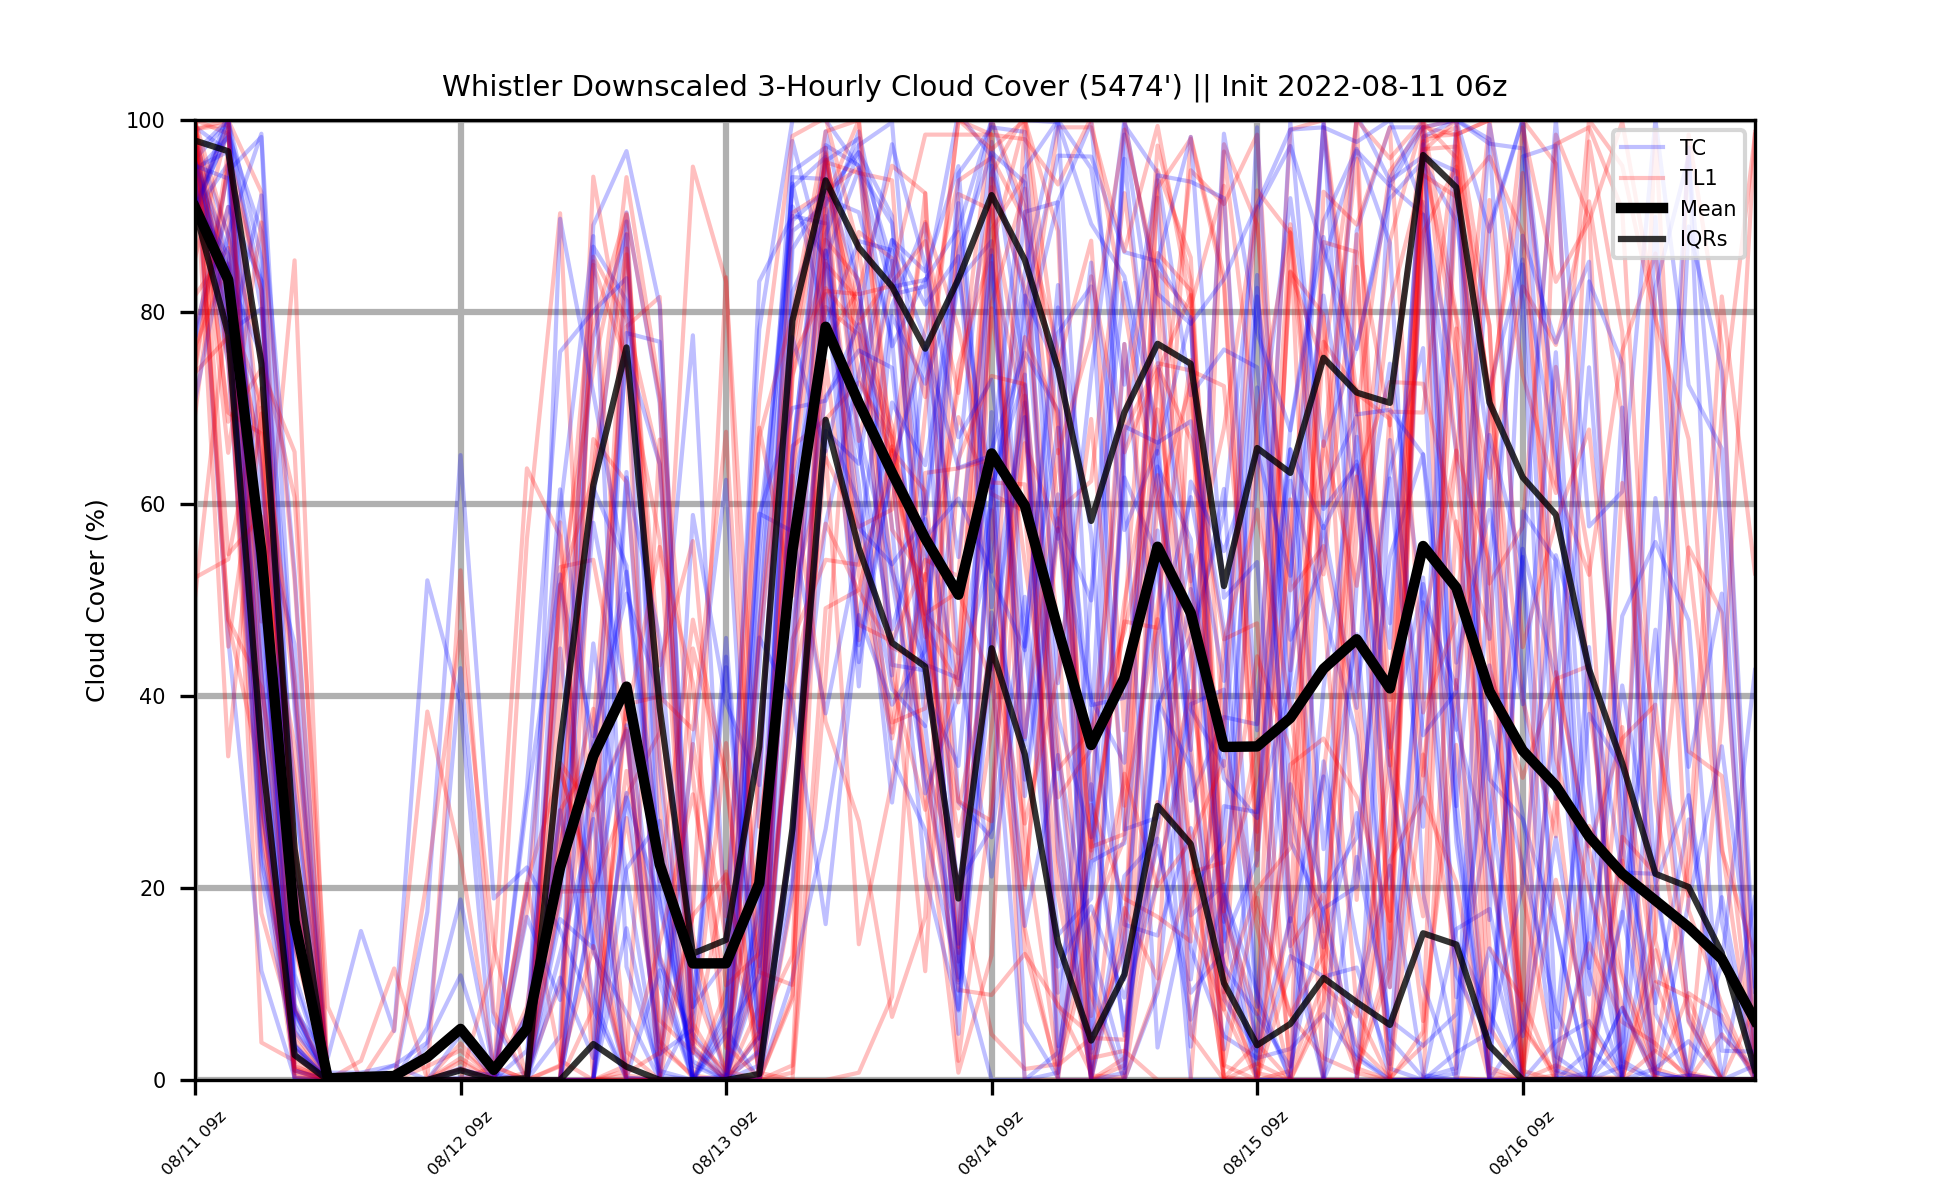 Whistler Downscaled 3-Hourly Cloud Cover (5474') || Init 2022-08-11 06z
100
80
60
40
20
0
Cloud Cover (%)
TC
TL1
Mean
IQRs
08/11 09z
08/12 09z
08/13 09z
08/14 09z
08/15 09z
08/16 09z